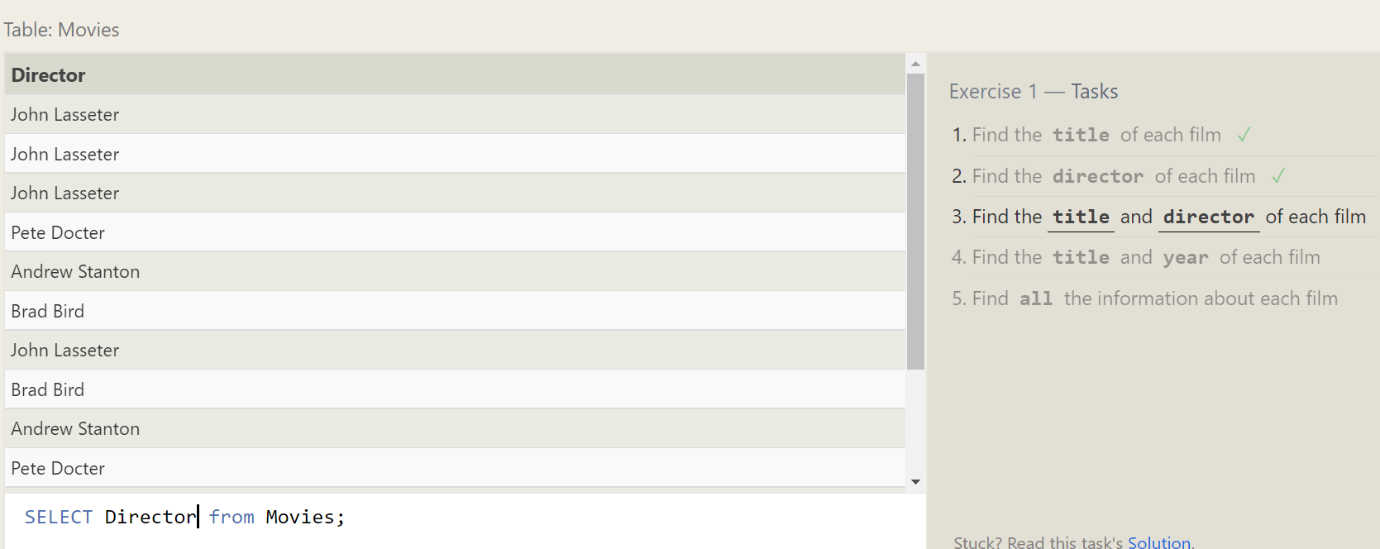 Table: Movies
Director
John Lasseter
John Lasseter
John Lasseter
Pete Docter
Andrew Stanton
Brad Bird
John Lasseter
Brad Bird
Andrew Stanton
Pete Docter
SELECT Director from Movies;
Exercise 1 — Tasks
1. Find the title of each film ✓
2. Find the director of each film ✓
3. Find the title and director of each film
4. Find the title and year of each film
5. Find all the information about each film
Stuck? Read this task's Solution.